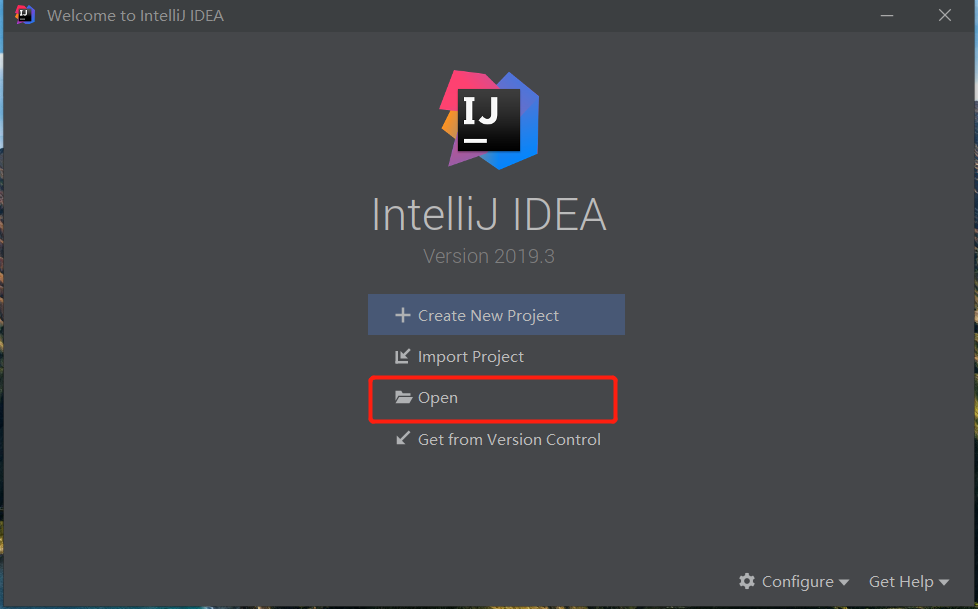 Welcome to IntelliJ IDEA
IJ
IntelliJ IDEA
Version 2019.3
Create New Project
Import Project
Open
Get from Version Control
Configure
Get Help